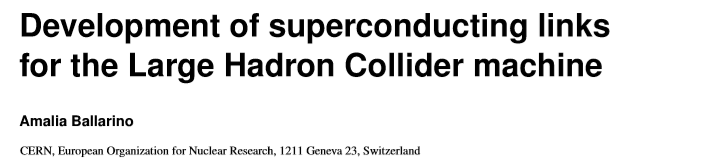 Development of superconducting links
for the Large Hadron Collider machine
Amalia Ballarino
CERN, European Organization for Nuclear Research, 1211 Geneva 23, Switzerland